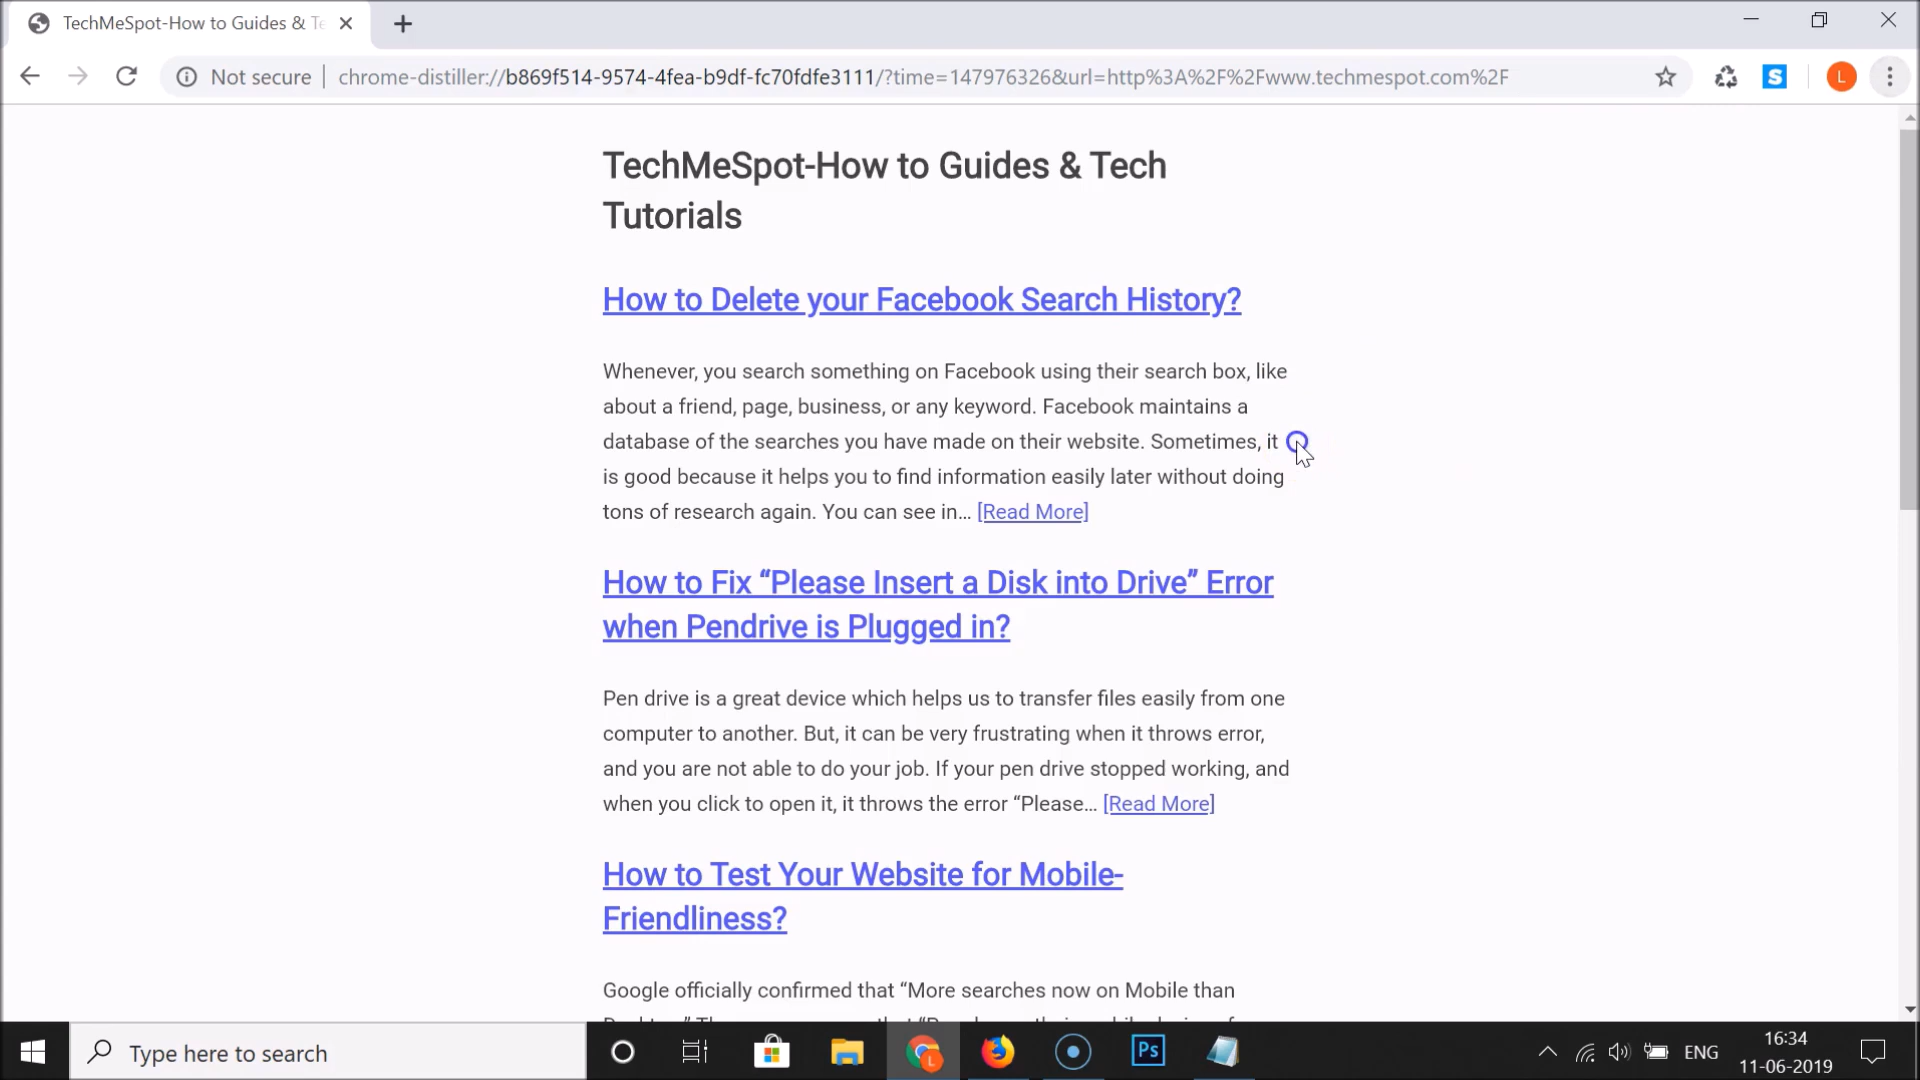 TechMeSpot-How to Guides & Te
Not secure
chrome-distiller://b869f514-9574-4fea-b9df-fc70fdfe3111/?time=147976326&url=http%3A%2F%2Fwww.techmespot.com%2F
S
L
TechMeSpot-How to Guides & Tech
Tutorials
How to Delete your Facebook Search History?
Whenever, you search something on Facebook using their search box, like
about a friend, page, business, or any keyword. Facebook maintains a
database of the searches you have made on their website. Sometimes, it
is good because it helps you to find information easily later without doing
tons of research again. You can see in… [Read More]
How to Fix “Please Insert a Disk into Drive” Error
when Pendrive is Plugged in?
Pen drive is a great device which helps us to transfer files easily from one
computer to another. But, it can be very frustrating when it throws error,
and you are not able to do your job. If your pen drive stopped working, and
when you click to open it, it throws the error “Please… [Read More]
How to Test Your Website for Mobile-
Friendliness?
Google officially confirmed that “More searches now on Mobile than
Type here to search
L
Ps
ENG
16:34
11-06-2019